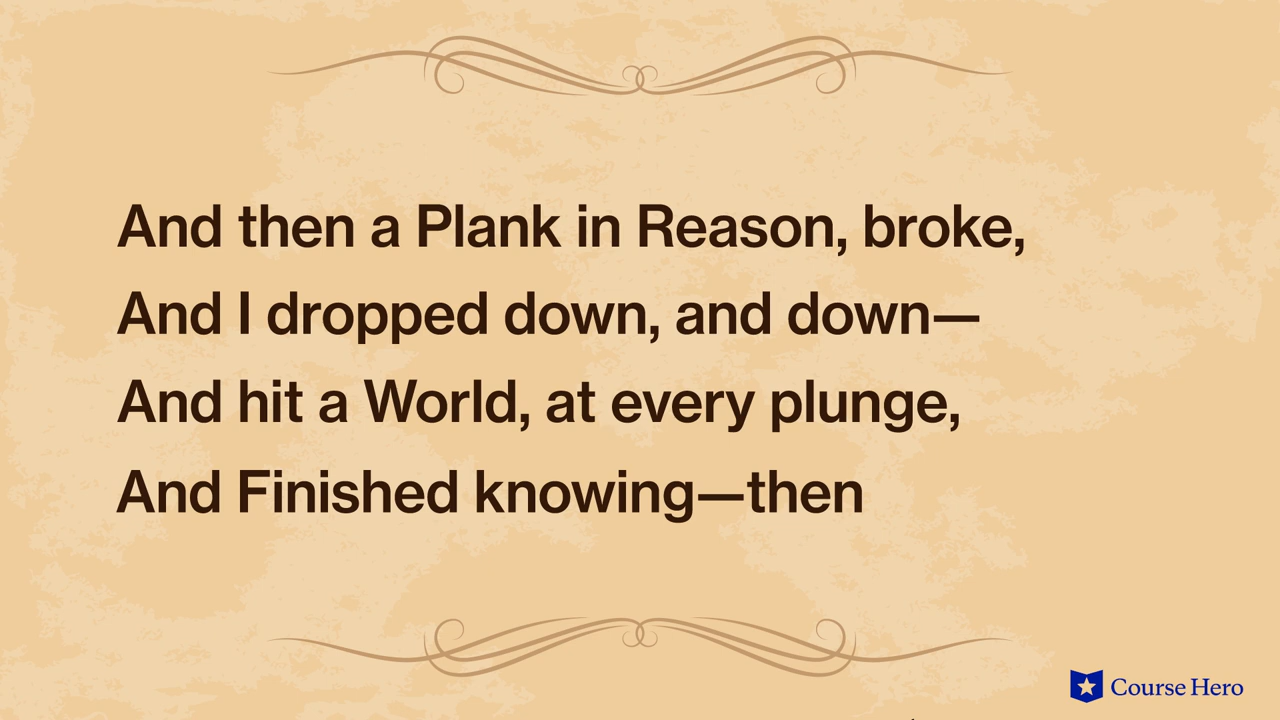 And then a Plank in Reason, broke,
And I dropped down, and down—
And hit a World, at every plunge,
And Finished knowing—then
Course Hero